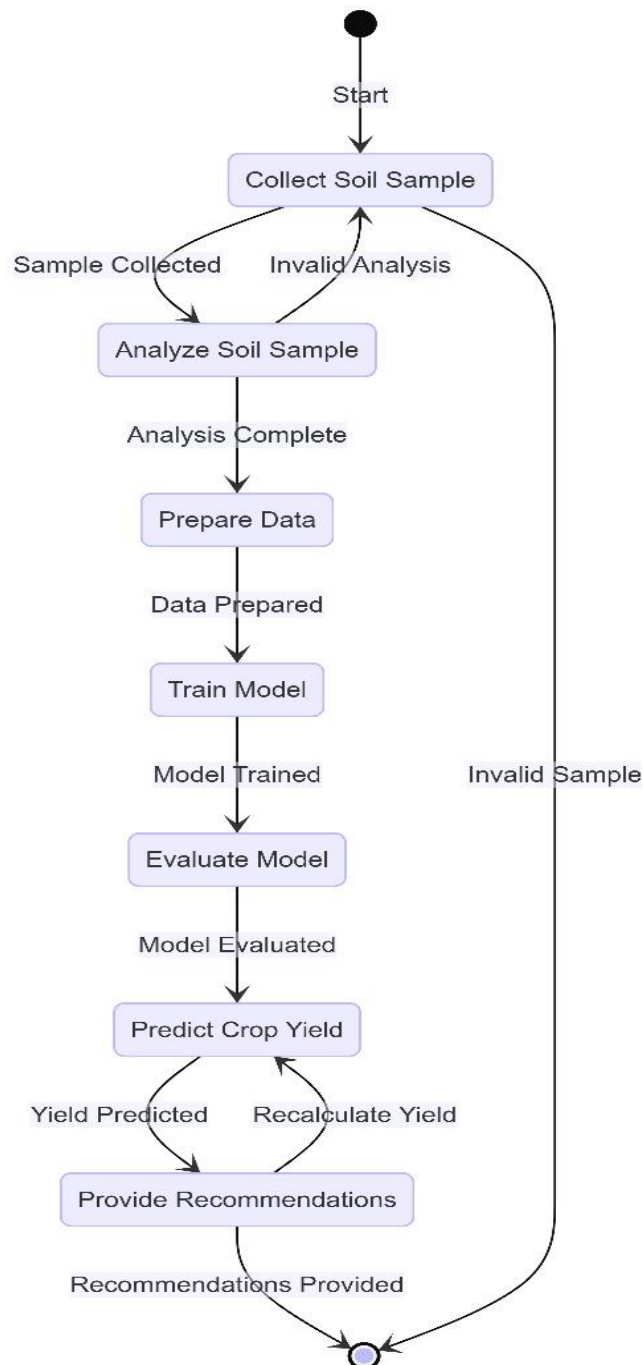 Start
Collect Soil Sample
Sample Collected
Invalid Analysis
Analyze Soil Sample
Analysis Complete
Prepare Data
Data Prepared
Train Model
Model Trained
Invalid Sample
Evaluate Model
Model Evaluated
Predict Crop Yield
Yield Predicted
Recalculate Yield
Provide Recommendations
Recommendations Provided